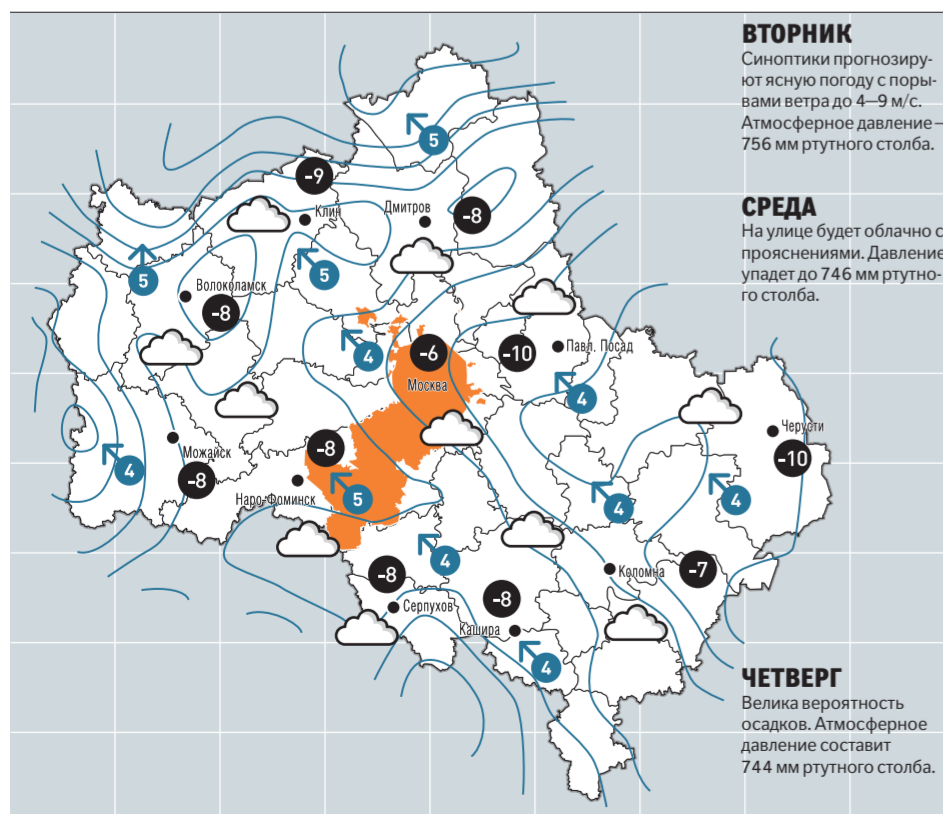 ВТОРНИК
Синоптики прогнозиру-
ют ясную погоду с поры-
вами ветра до 4—9 м/с.
Атмосферное давление —
756 мм ртутного столба.
СРЕДА
На улице будет облачно с
прояснениями. Давление
упадет до 746 мм ртутно-
го столба.
ЧЕТВЕРГ
Велика вероятность
осадков. Атмосферное
давление составит
744 мм ртутного столба.
5
-9
Клин
Дмитров
-8
5
5
Волоколамск
-8
4
-6
Москва
-10
Павл. Посад
4
Черусти
-10
Можайск
4
-8
-8
Наро-Фоминск
5
4
4
4
-8
Серпухов
-8
Кашира
4
Коломна
-7